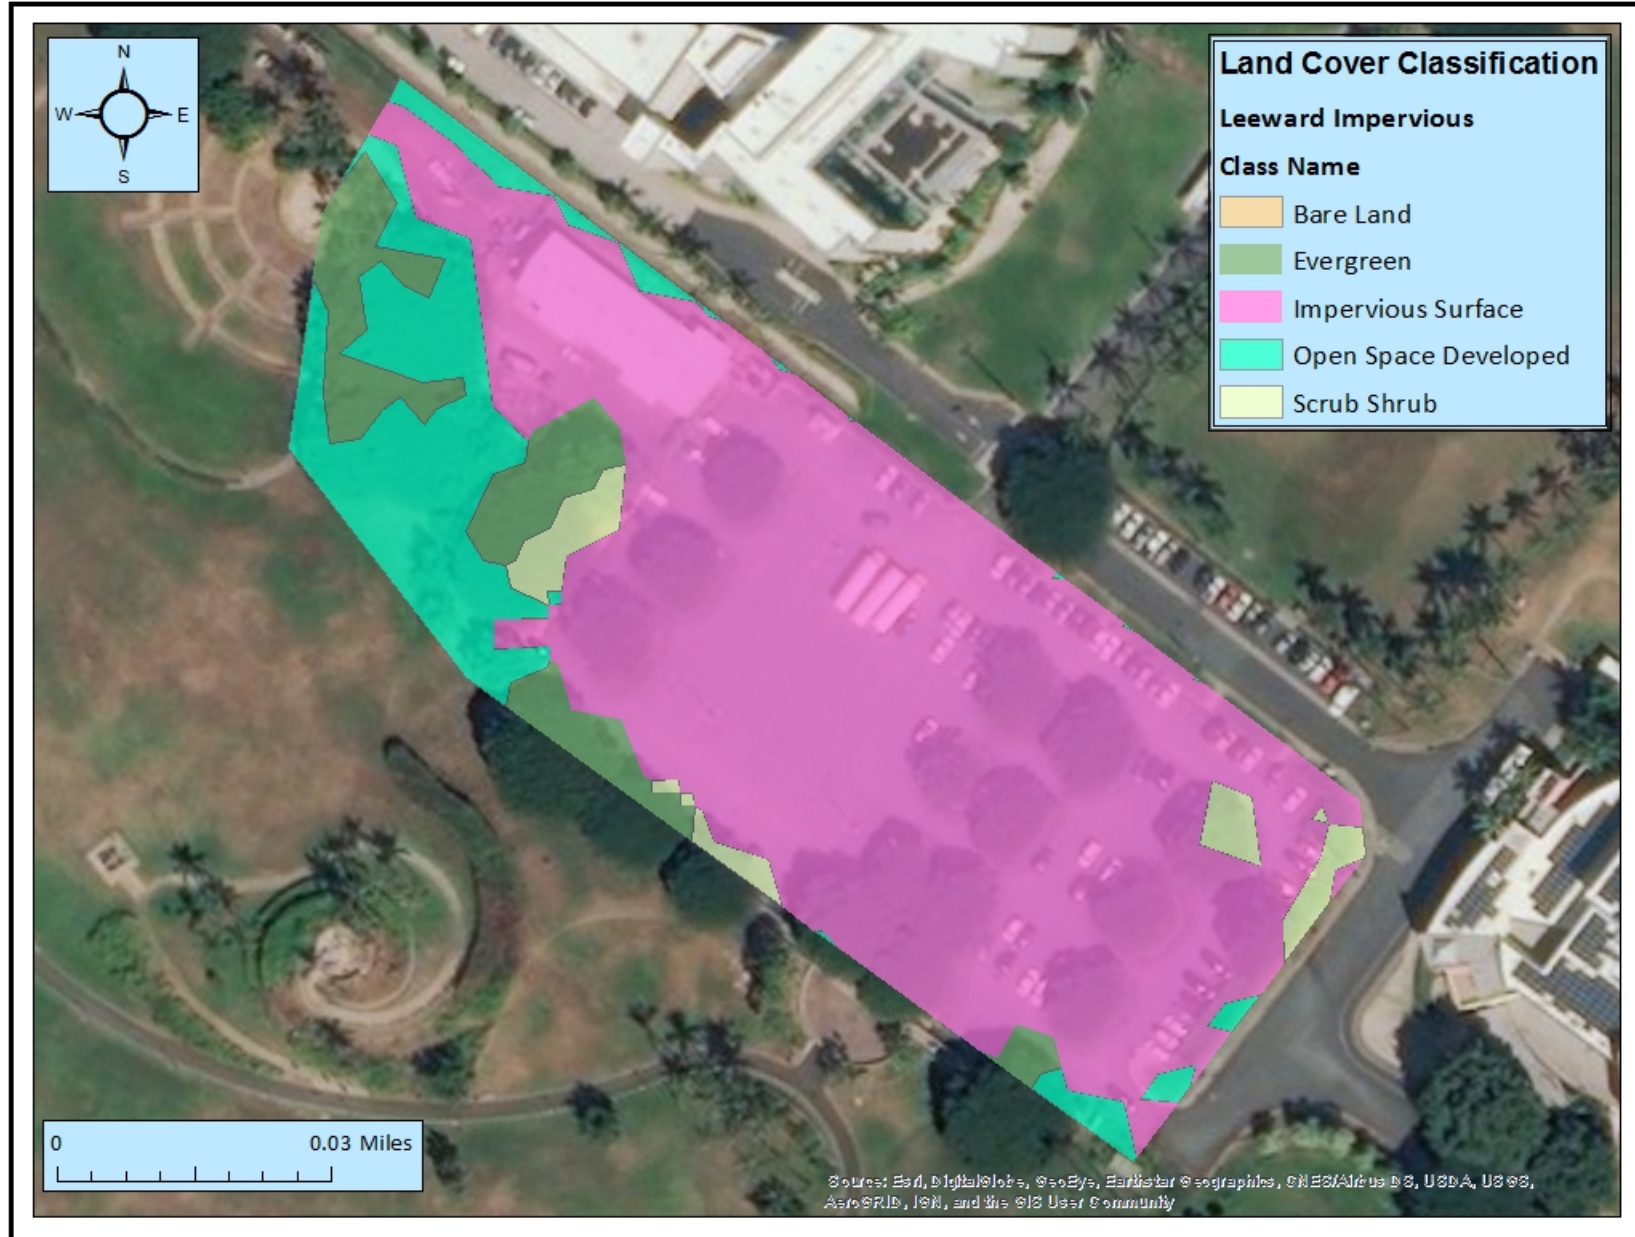 N
W E
S
Land Cover Classification
Leeward Impervious
Class Name
Bare Land
Evergreen
Impervious Surface
Open Space Developed
Scrub Shrub
0 0.03 Miles
Source: Esri, DigitalGlobe, GeoEye, Earthstar Geographics, CNES/Airbus DS, USDA, USGS,
AeroGRID, IGN, and the GIS User Community